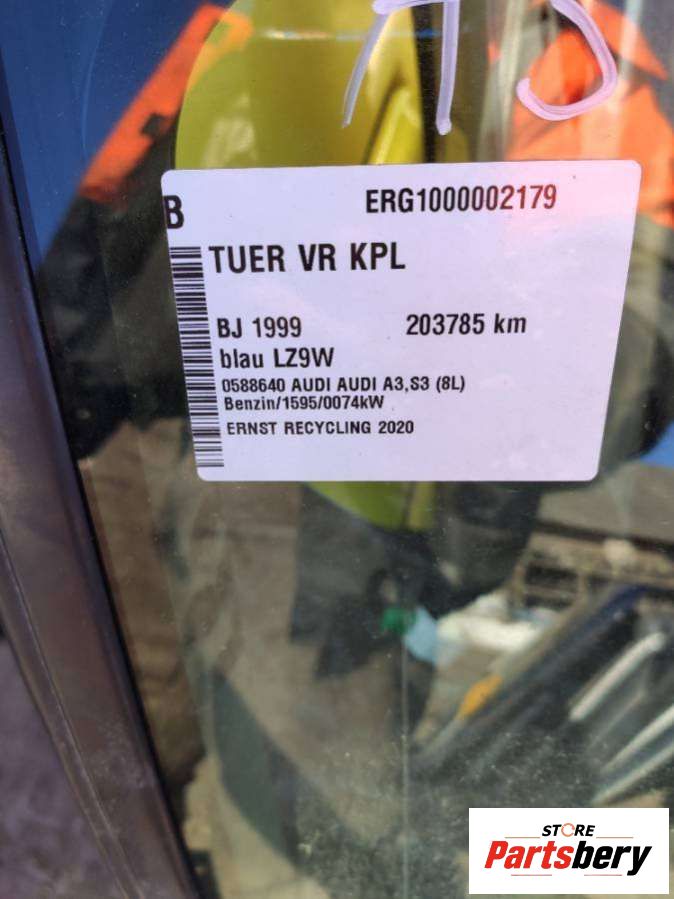 B
ERG1000002179
TUER VR KPL
BJ 1999 203785 km
blau LZ9W
0588640 AUDI AUDI A3,S3 (8L)
Benzin/1595/0074kW
ERNST RECYCLING 2020
STORE
Partsbery